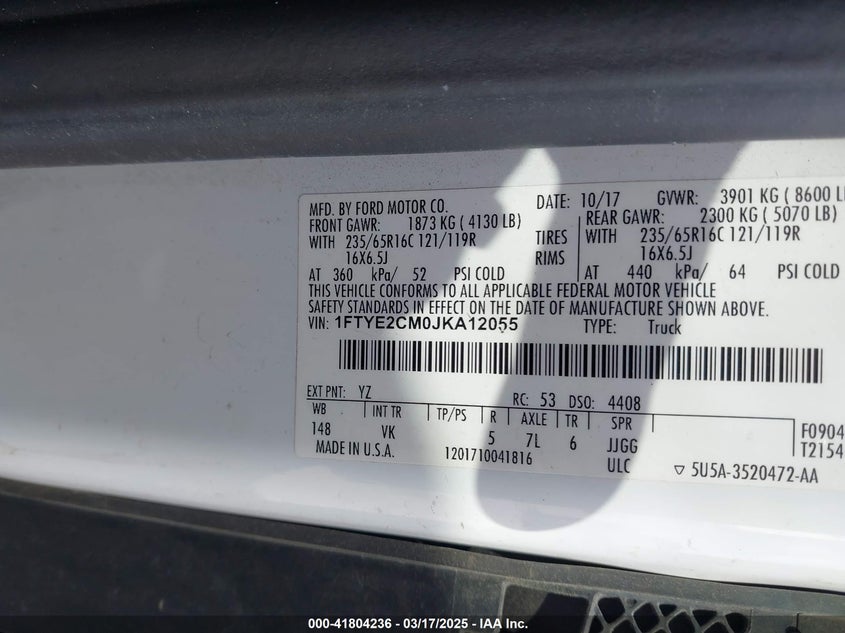 MFD. BY FORD MOTOR CO. DATE: 10/17 GVWR: 3901 KG ( 8600 L
FRONT GAWR: 1873 KG ( 4130 LB) REAR GAWR: 2300 KG ( 5070 LB)
WITH 235/65R16C 121/119R TIRES WITH 235/65R16C 121/119R
16X6.5J RIMS 16X6.5J
AT 360 kPa/ 52 PSI COLD AT 440 kPa/ 64 PSI COLD
THIS VEHICLE CONFORMS TO ALL APPLICABLE FEDERAL MOTOR VEHICLE
SAFETY STANDARDS IN EFFECT ON THE DATE OF MANUFACTURE SHOWN ABOVE.
VIN: 1FTYE2CM0JKA12055 TYPE: Truck
EXT PNT: YZ RC: 53 DSO: 4408
WB INT TR TP/PS R AXLE TR SPR
148 VK 5 7L 6 JJGG F0904
MADE IN U.S.A. 1201710041816 ULC T2154
5U5A-3520472-AA
000-41804236 - 03/17/2025 - IAA Inc.